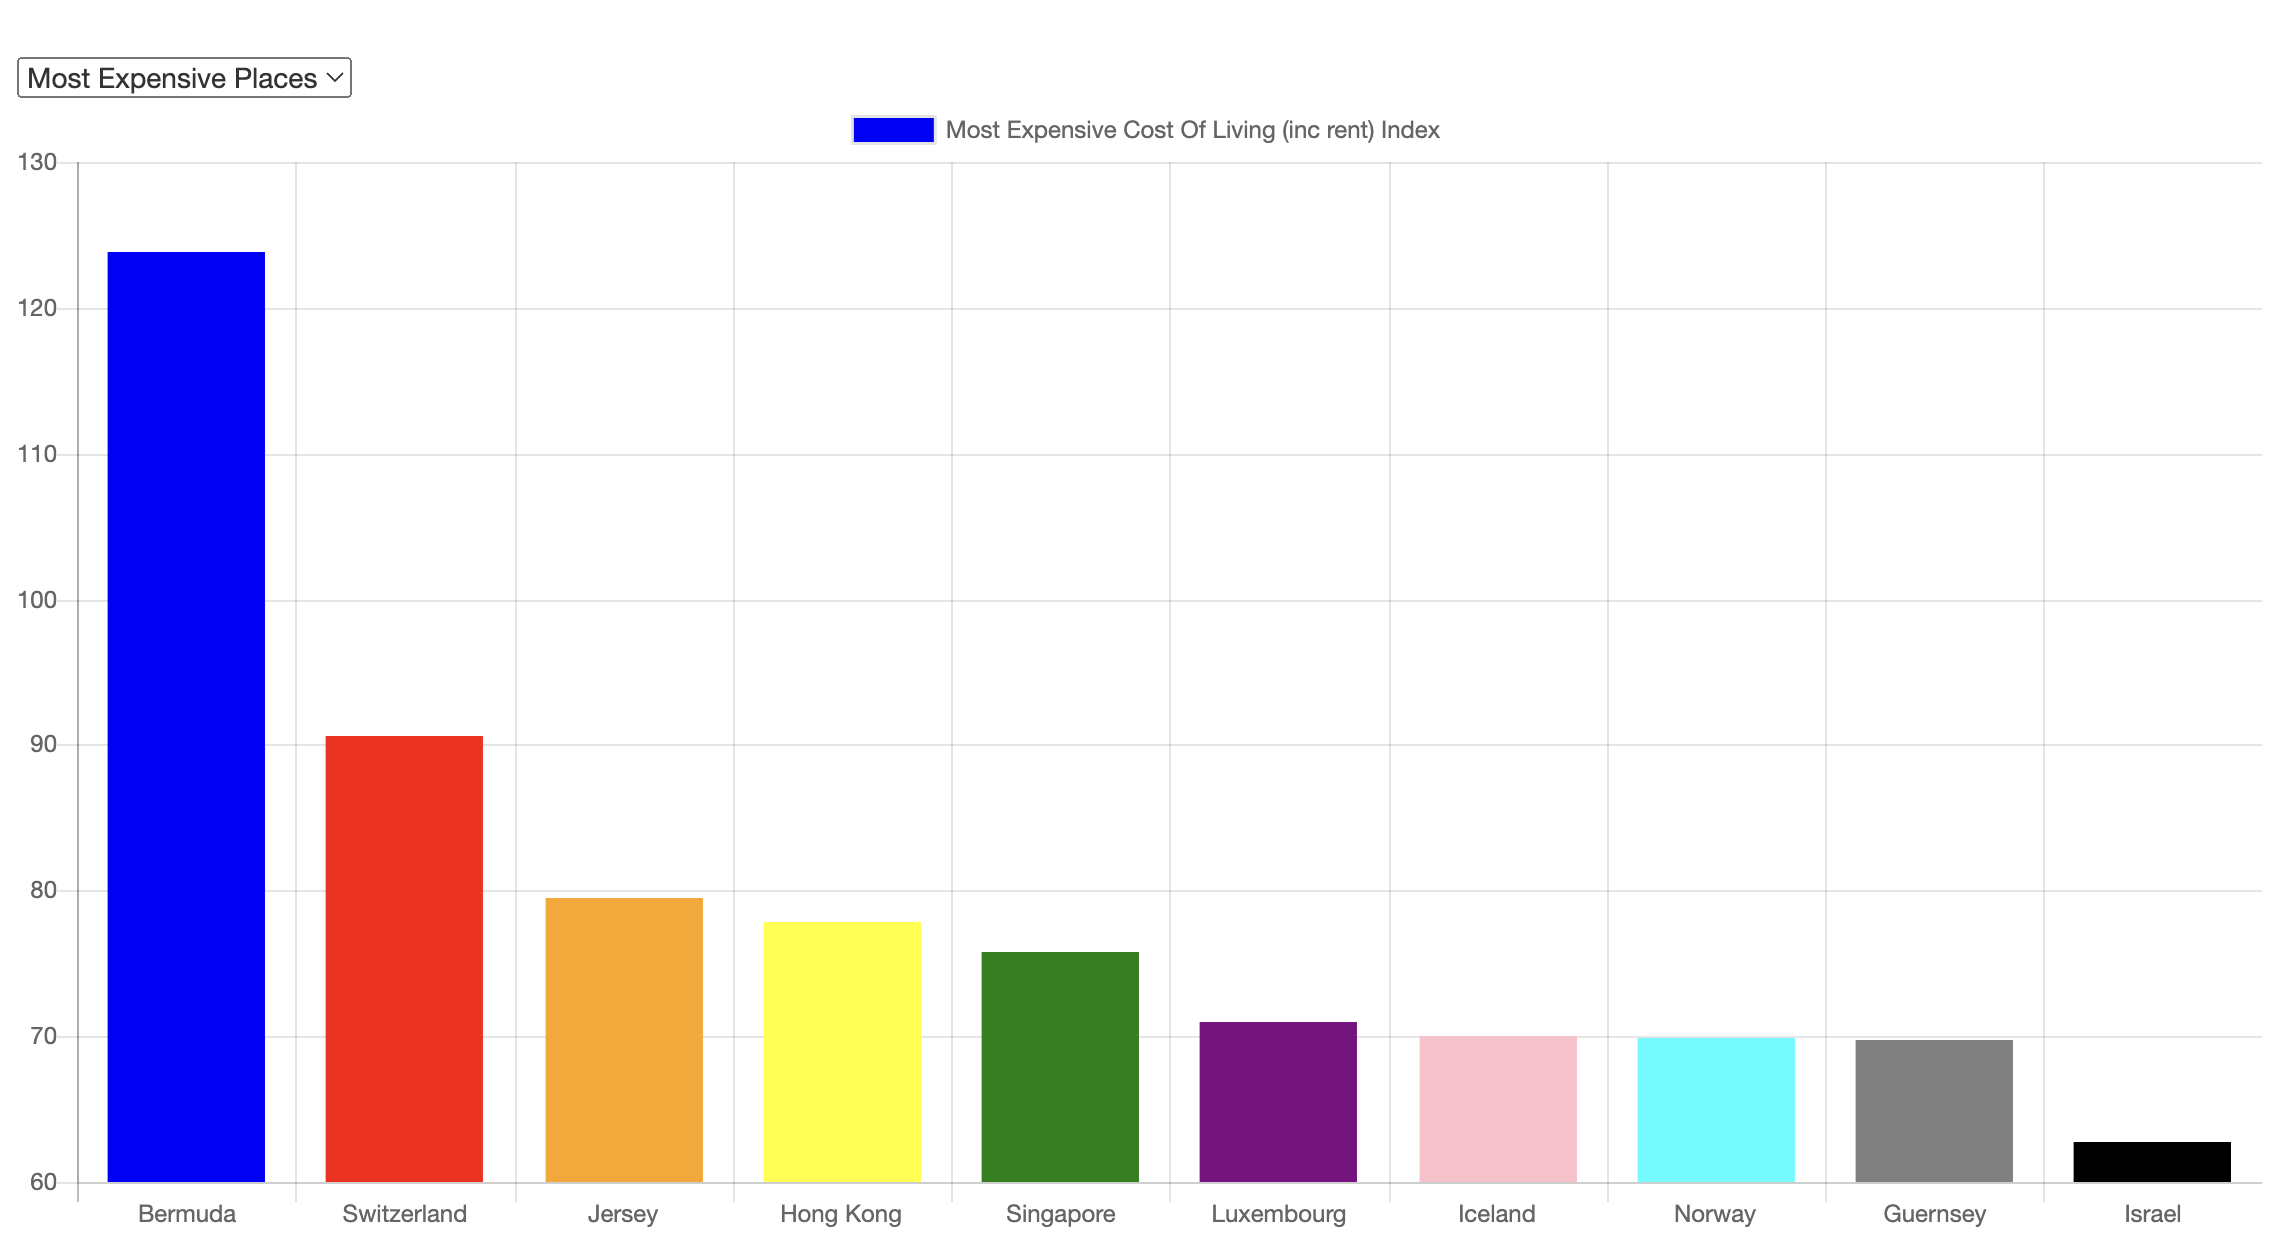 Most Expensive Places
Most Expensive Cost Of Living (inc rent) Index
130
120
110
100
90
80
70
60
Bermuda Switzerland Jersey Hong Kong Singapore Luxembourg Iceland Norway Guernsey Israel